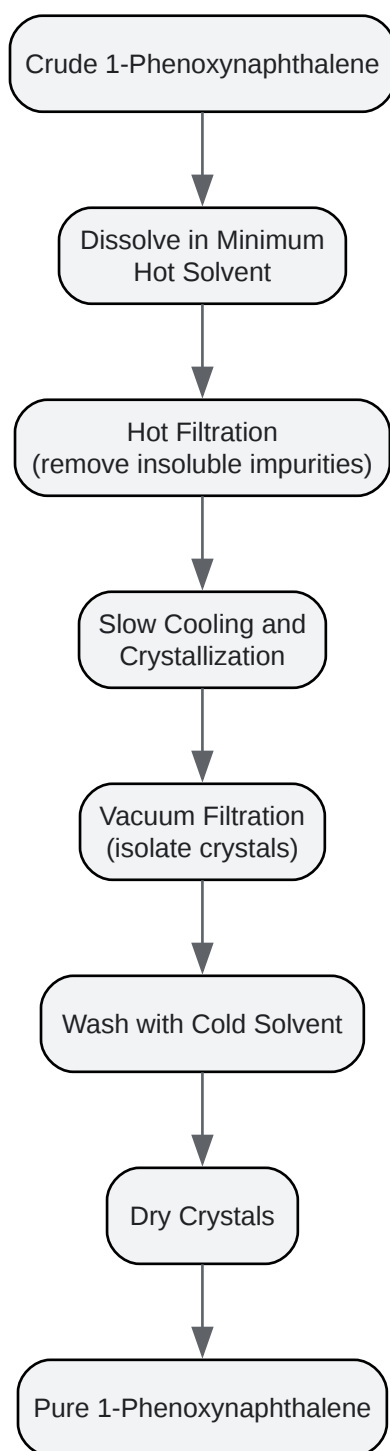 Crude 1-Phenoxynaphthalene
Dissolve in Minimum
Hot Solvent
Hot Filtration
(remove insoluble impurities)
Slow Cooling and
Crystallization
Vacuum Filtration
(isolate crystals)
Wash with Cold Solvent
Dry Crystals
Pure 1-Phenoxynaphthalene